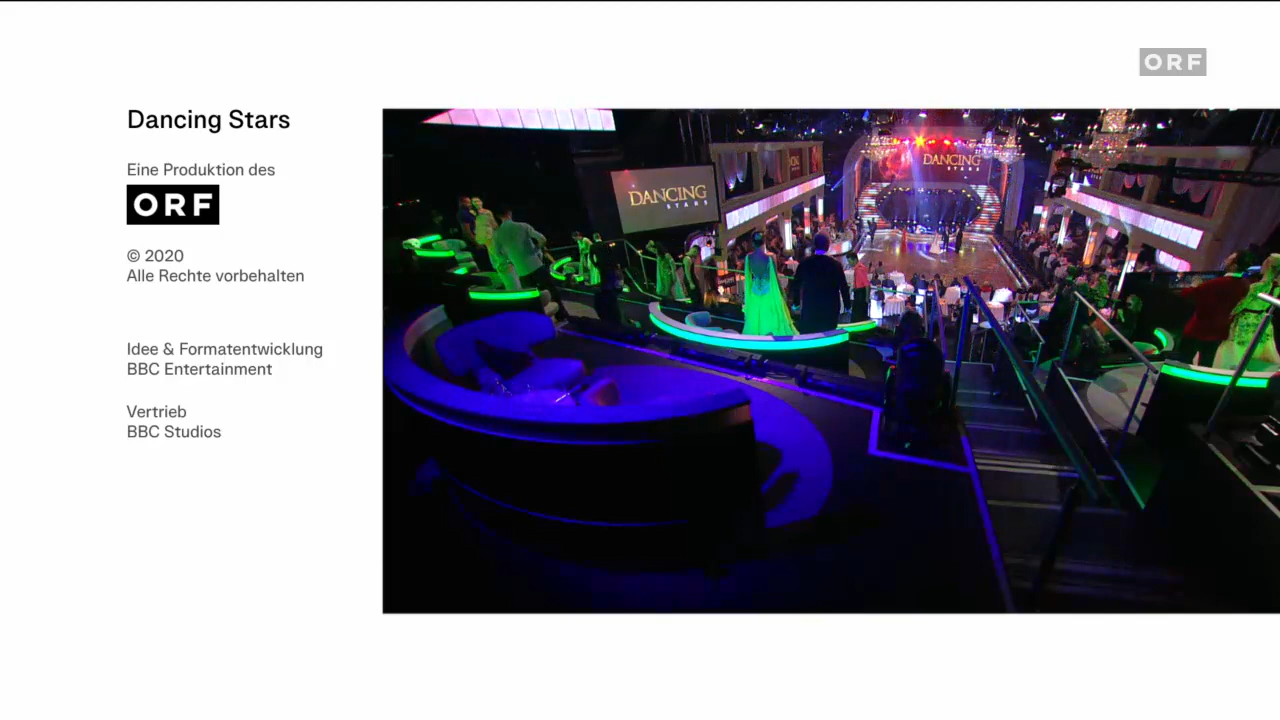 ORF
Dancing Stars
Eine Produktion des
ORF
© 2020
Alle Rechte vorbehalten
Idee & Formatentwicklung
BBC Entertainment
Vertrieb
BBC Studios
DANCING
STARS
DANCING
STARS